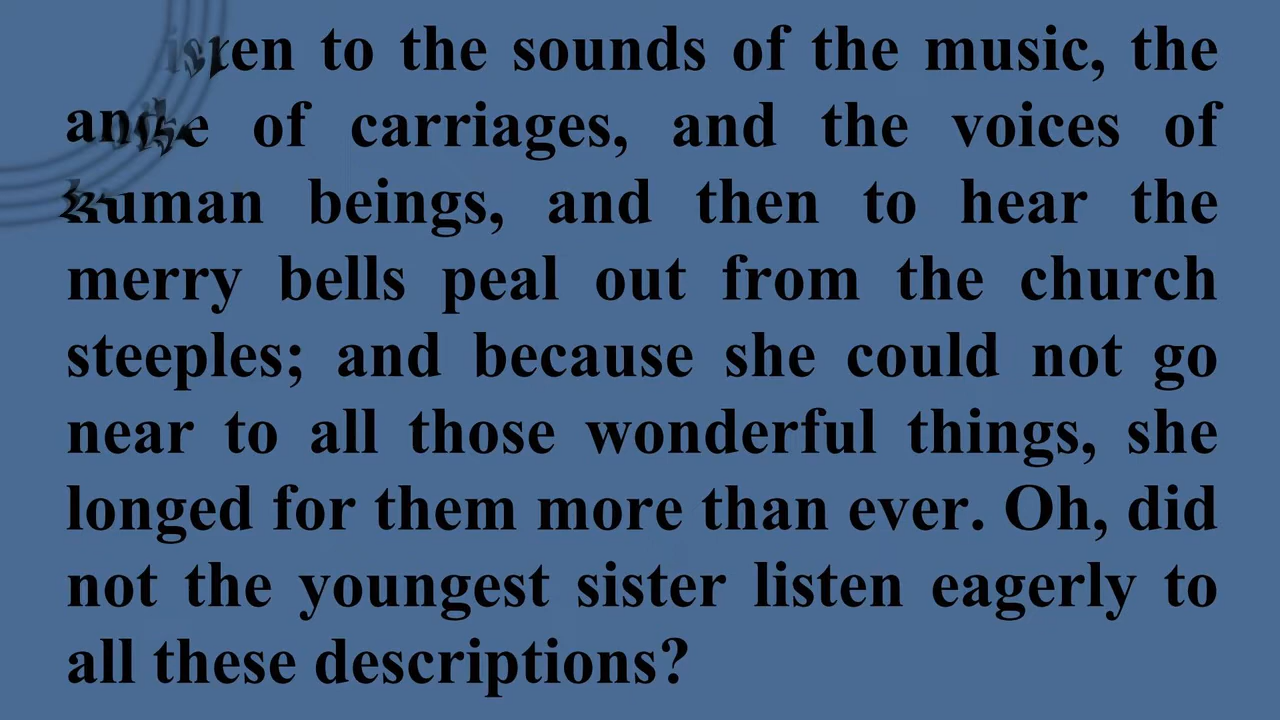 to the sounds of the music, the
of carriages, and the voices of
human beings, and then to hear the
merry bells peal out from the church
steeples; and because she could not go
near to all those wonderful things, she
longed for them more than ever. Oh, did
not the youngest sister listen eagerly to
all these descriptions?